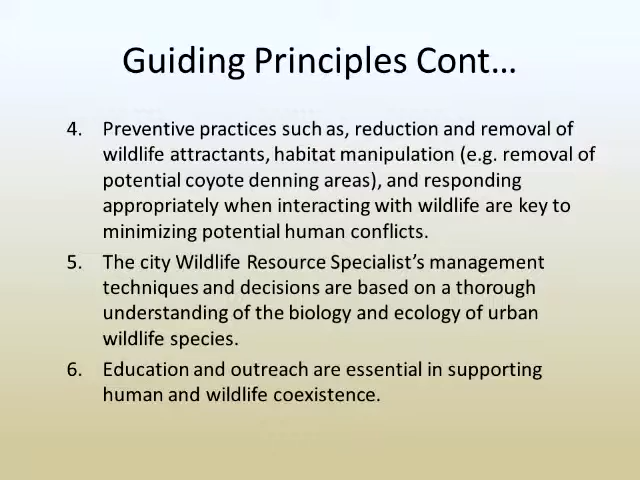 Guiding Principles Cont…
4. Preventive practices such as, reduction and removal of
wildlife attractants, habitat manipulation (e.g. removal of
potential coyote denning areas), and responding
appropriately when interacting with wildlife are key to
minimizing potential human conflicts.
5. The city Wildlife Resource Specialist’s management
techniques and decisions are based on a thorough
understanding of the biology and ecology of urban
wildlife species.
6. Education and outreach are essential in supporting
human and wildlife coexistence.